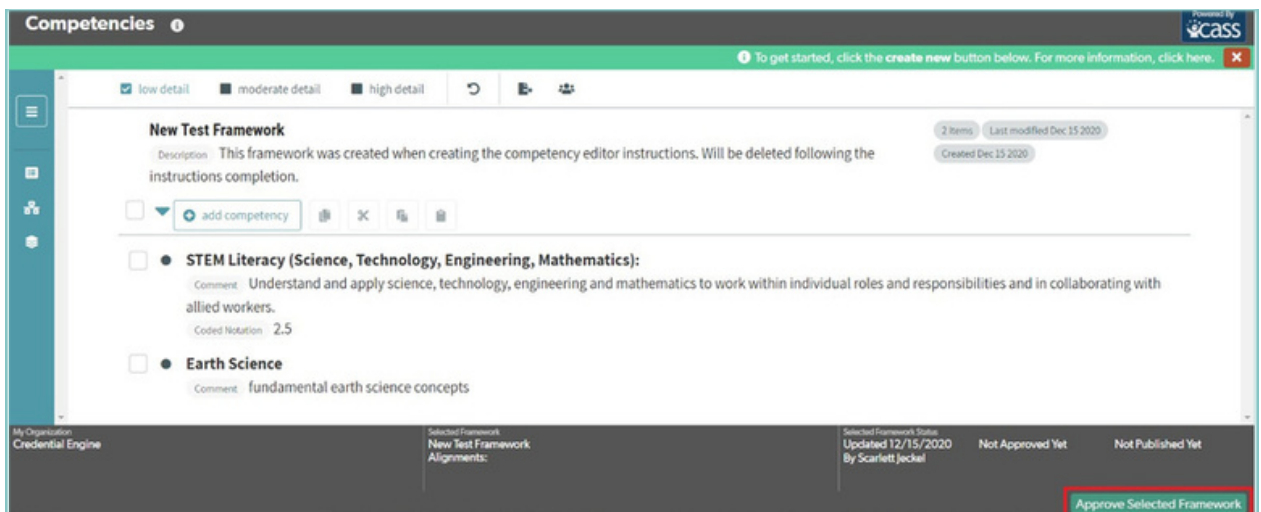 Competencies
Powered By
cass
To get started, click the create new button below. For more information, click here.
low detail moderate detail high detail
New Test Framework
2 items Last modified Dec 15 2020
Description This framework was created when creating the competency editor instructions. Will be deleted following the
Created Dec 15 2020
instructions completion.
add competency
STEM Literacy (Science, Technology, Engineering, Mathematics):
Comment Understand and apply science, technology, engineering and mathematics to work within individual roles and responsibilities and in collaborating with
allied workers.
Coded Notation 2.5
Earth Science
Comment fundamental earth science concepts
My Organization
Credential Engine
Selected Framework
New Test Framework
Alignments:
Selected Framework Status
Updated 12/15/2020 Not Approved Yet Not Published Yet
By Scarlett Jeckel
Approve Selected Framework